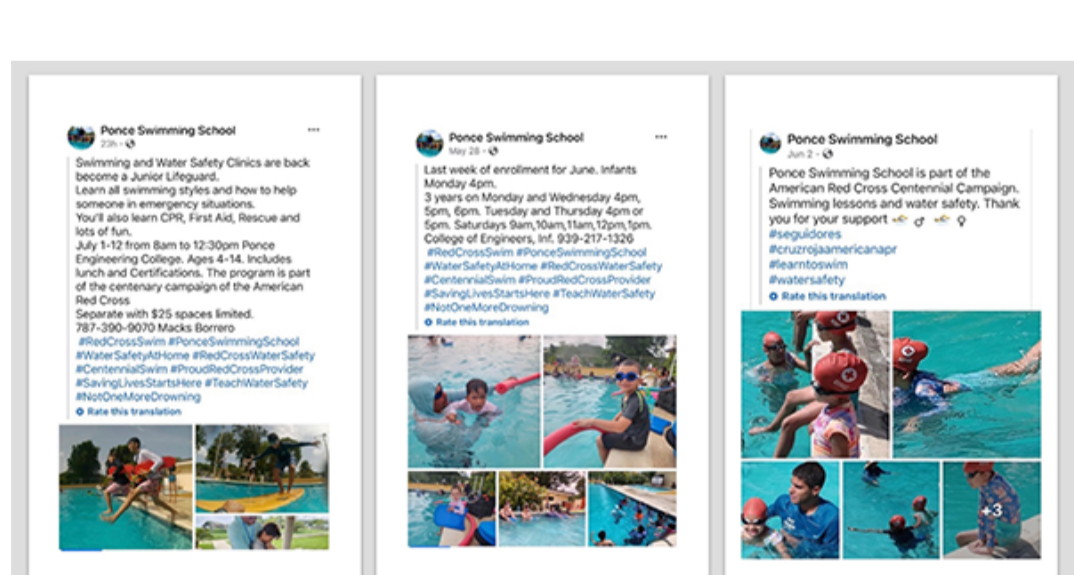 Ponce Swimming School
23h
Swimming and Water Safety Clinics are back
become a Junior Lifeguard.
Learn all swimming styles and how to help
someone in emergency situations.
You'll also learn CPR, First Aid, Rescue and
lots of fun.
July 1-12 from 8am to 12:30pm Ponce
Engineering College. Ages 4-14. Includes
lunch and Certifications. The program is part
of the centenary campaign of the American
Red Cross
Separate with $25 spaces limited.
787-390-9070 Macks Borrero
#RedCrossSwim #PonceSwimmingSchool
#WaterSafetyAtHome #RedCrossWaterSafety
#CentennialSwim #ProudRedCrossProvider
#SavingLivesStartsHere #TeachWaterSafety
#NotOneMoreDrowning
Rate this translation
Ponce Swimming School
May 28
Last week of enrollment for June. Infants
Monday 4pm.
3 years on Monday and Wednesday 4pm,
5pm, 6pm. Tuesday and Thursday 4pm or
5pm. Saturdays 9am,10am,11am,12pm,1pm.
College of Engineers, Inf. 939-217-1326
#RedCrossSwim #PonceSwimmingSchool
#WaterSafetyAtHome #RedCrossWaterSafety
#CentennialSwim #ProudRedCrossProvider
#SavingLivesStartsHere #TeachWaterSafety
#NotOneMoreDrowning
Rate this translation
Ponce Swimming School
Jun 2
Ponce Swimming School is part of the
American Red Cross Centennial Campaign.
Swimming lessons and water safety. Thank
you for your support
#seguidores
#cruzrojaamericanapr
#learntoswim
#watersafety
Rate this translation
+3